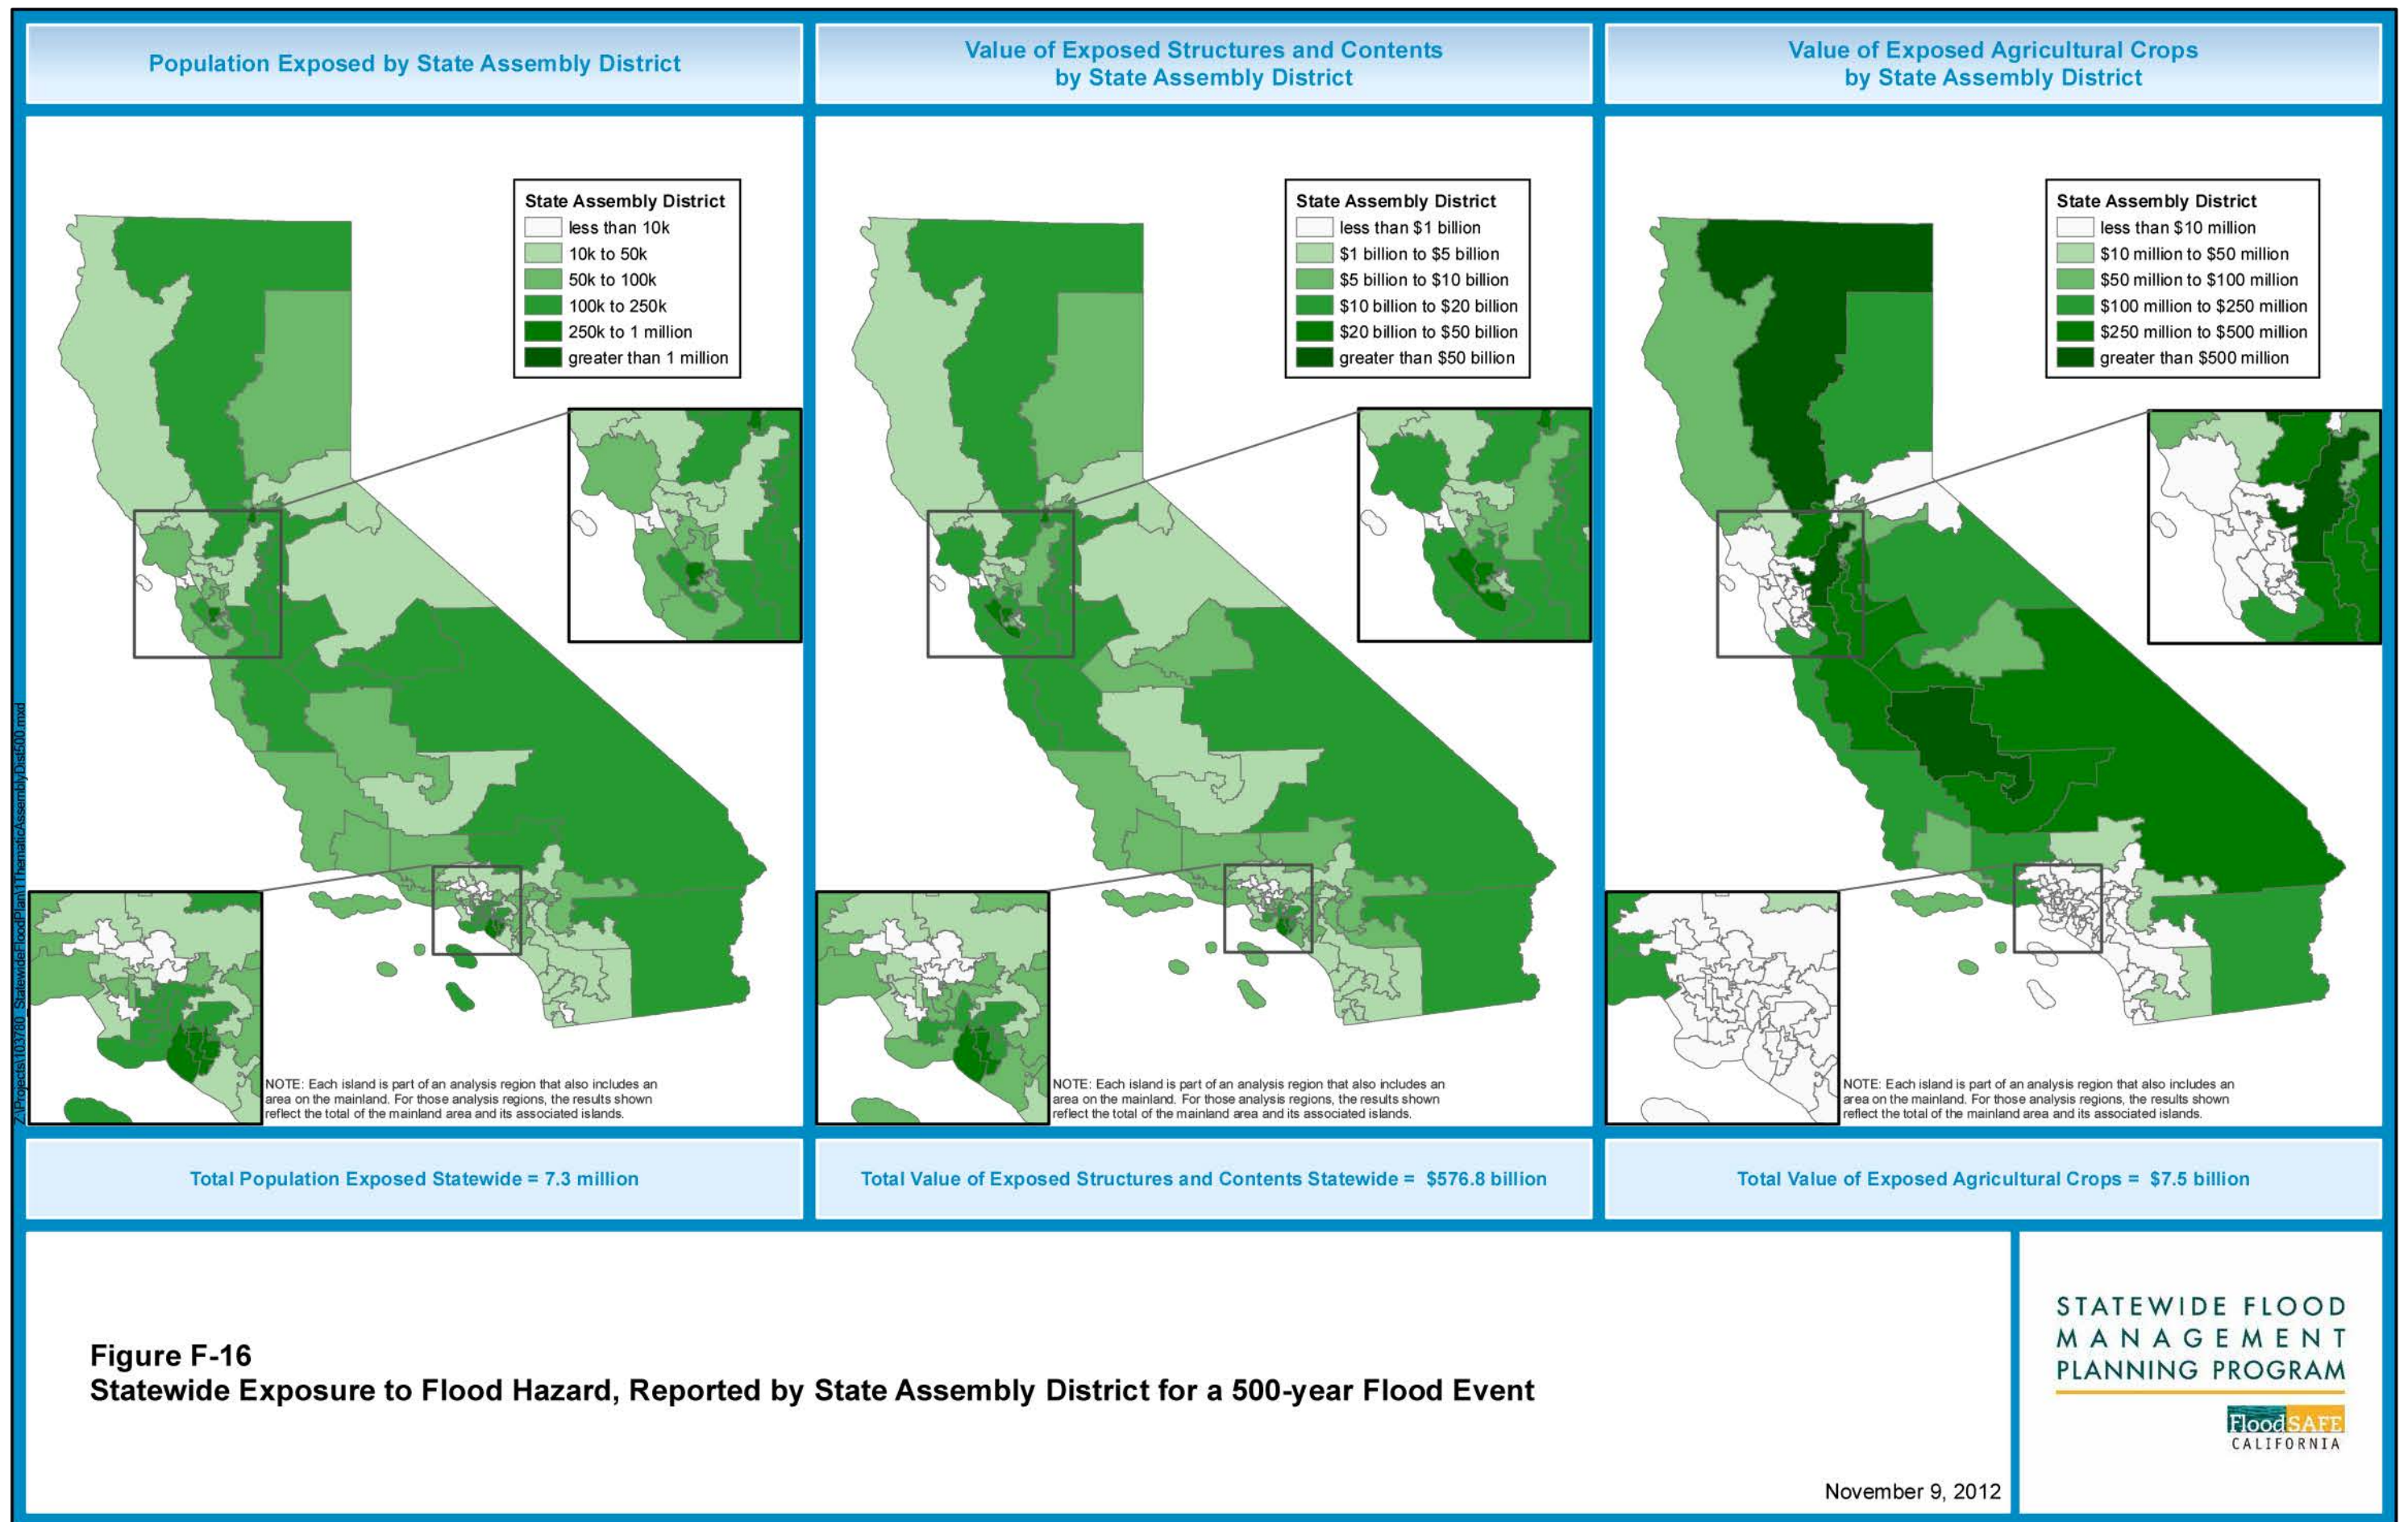 Population Exposed by State Assembly District
Value of Exposed Structures and Contents
by State Assembly District
Value of Exposed Agricultural Crops
by State Assembly District
State Assembly District
less than 10k
10k to 50k
50k to 100k
100k to 250k
250k to 1 million
greater than 1 million
State Assembly District
less than $1 billion
$1 billion to $5 billion
$5 billion to $10 billion
$10 billion to $20 billion
$20 billion to $50 billion
greater than $50 billion
State Assembly District
less than $10 million
$10 million to $50 million
$50 million to $100 million
$100 million to $250 million
$250 million to $500 million
greater than $500 million
Z:\Projects\103780_StatewideFloodPlan\1ThematicAssemblyDist500.mxd
NOTE: Each island is part of an analysis region that also includes an
area on the mainland. For those analysis regions, the results shown
reflect the total of the mainland area and its associated islands.
NOTE: Each island is part of an analysis region that also includes an
area on the mainland. For those analysis regions, the results shown
reflect the total of the mainland area and its associated islands.
NOTE: Each island is part of an analysis region that also includes an
area on the mainland. For those analysis regions, the results shown
reflect the total of the mainland area and its associated islands.
Total Population Exposed Statewide = 7.3 million
Total Value of Exposed Structures and Contents Statewide = $576.8 billion
Total Value of Exposed Agricultural Crops = $7.5 billion
Figure F-16
Statewide Exposure to Flood Hazard, Reported by State Assembly District for a 500-year Flood Event
November 9, 2012
STATEWIDE FLOOD
MANAGEMENT
PLANNING PROGRAM
FloodSAFE
CALIFORNIA